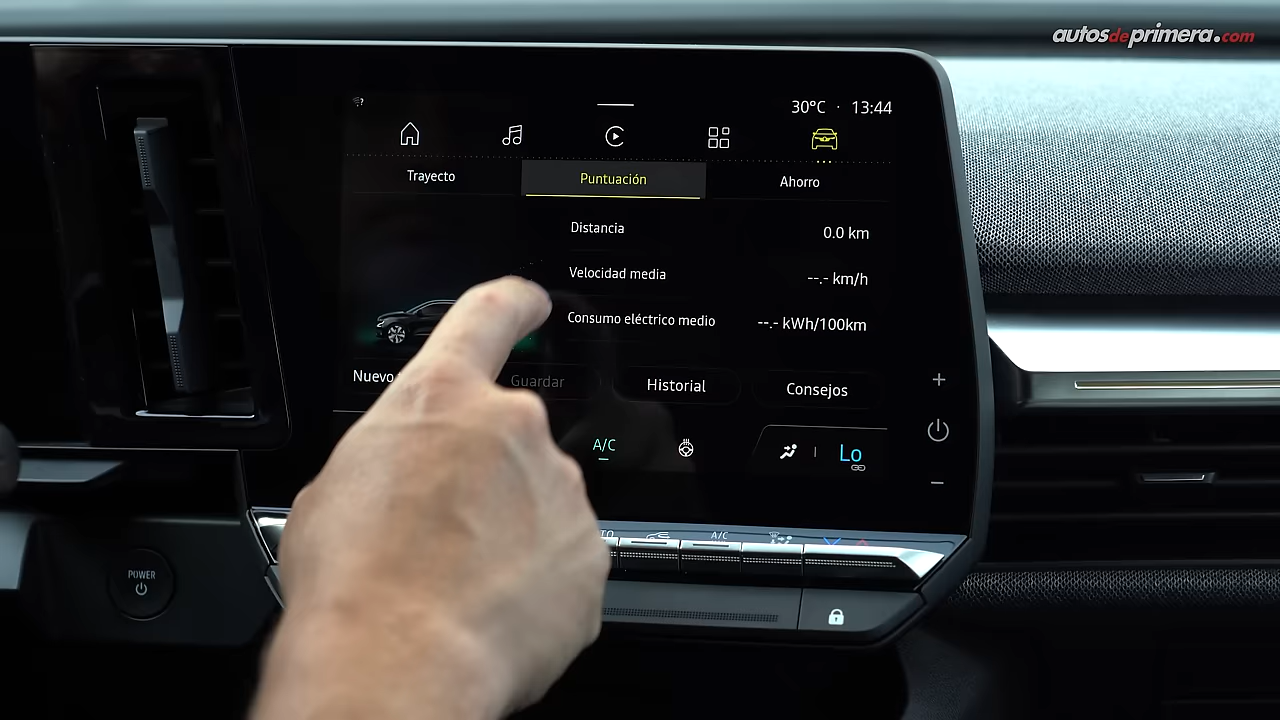 autosdeprimera.com
30°C · 13:44
Trayecto Puntuación Ahorro
Distancia 0.0 km
Velocidad media --.- km/h
Consumo eléctrico medio --.- kWh/100km
Nuevo Guardar Historial Consejos
A/C Lo
A/C
POWER